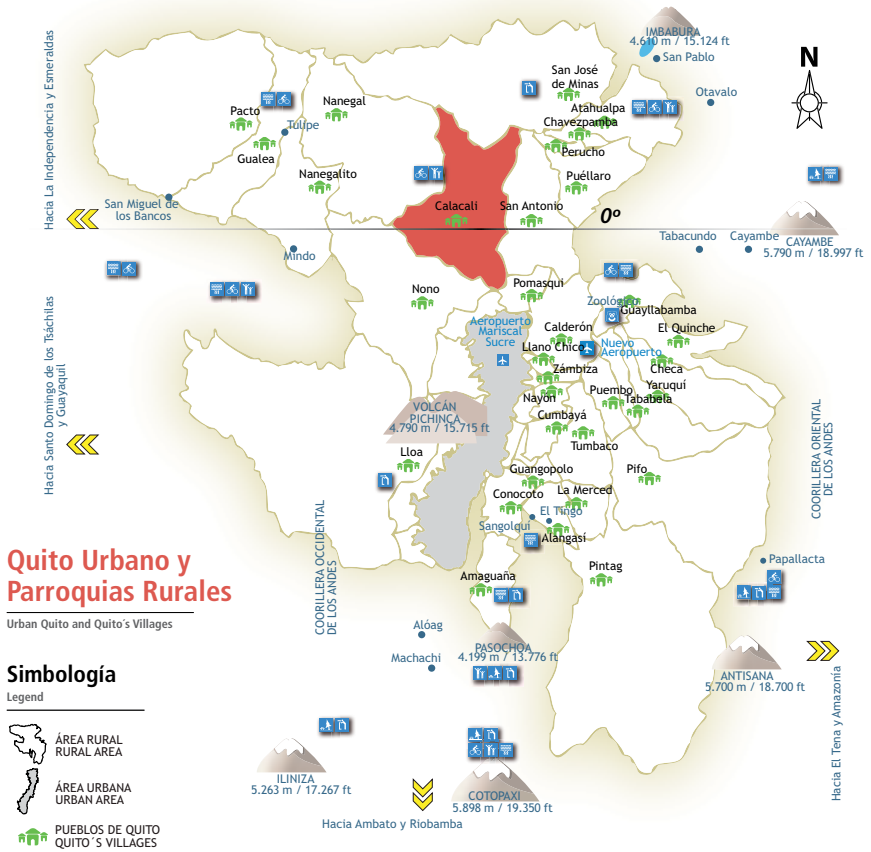 IMBABURA
4.610 m / 15.124 ft
San Pablo
N
Otavalo
San José
de Minas
Atahualpa
Chavezpamba
Perucho
Puéllaro
Pacto
Nanegal
Tulipe
Gualea
Nanegalito
Hacia La Independencia y Esmeraldas
San Miguel de
los Bancos
Calacali
San Antonio
0º
Tabacundo
Cayambe
CAYAMBE
5.790 m / 18.997 ft
Mindo
Nono
Pomasqui
Zoológico
Guayllabamba
Aeropuerto
Mariscal
Sucre
Calderón
El Quinche
Llano Chico
Nuevo
Aeropuerto
Checa
Zámbiza
Yaruquí
Puembo
Tababela
Nayón
Hacia Santo Domingo de los Tsáchilas
y Guayaquil
VOLCÁN
PICHINCA
4.790 m / 15.715 ft
Cumbayá
Tumbaco
Lloa
Guangopolo
Pifo
Conocoto
La Merced
COORILLERA ORIENTAL
DE LOS ANDES
El Tingo
Sangolquí
Alangasí
Quito Urbano y
Parroquias Rurales
Urban Quito and Quito´s Villages
COORILLERA OCCIDENTAL
DE LOS ANDES
Papallacta
Amaguaña
Pintag
Alóag
Machachi
PASOCHOA
4.199 m / 13.776 ft
ANTISANA
5.700 m / 18.700 ft
Hacia El Tena y Amazonía
Simbología
Legend
ÁREA RURAL
RURAL AREA
ÁREA URBANA
URBAN AREA
PUEBLOS DE QUITO
QUITO´S VILLAGES
ILINIZA
5.263 m / 17.267 ft
COTOPAXI
5.898 m / 19.350 ft
Hacia Ambato y Riobamba